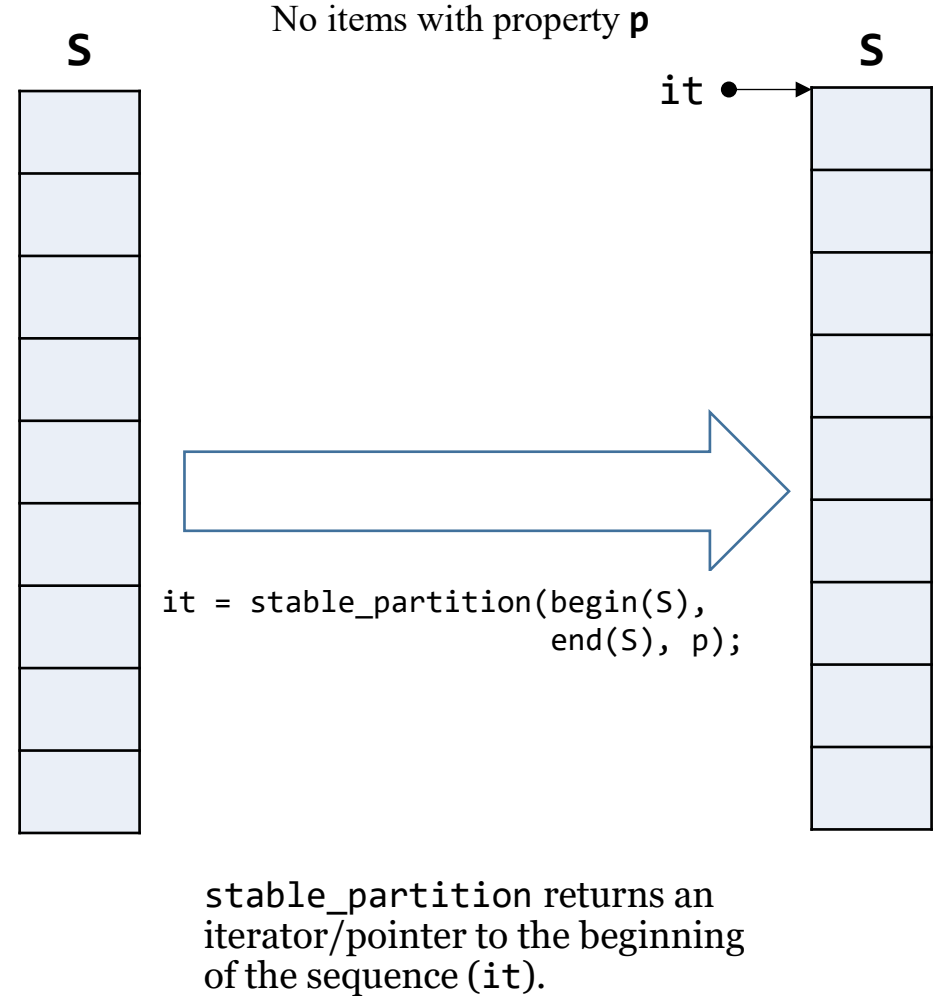 No items with property p
S
S
it
it = stable_partition(begin(S),
end(S), p);
stable_partition returns an
iterator/pointer to the beginning
of the sequence (it).